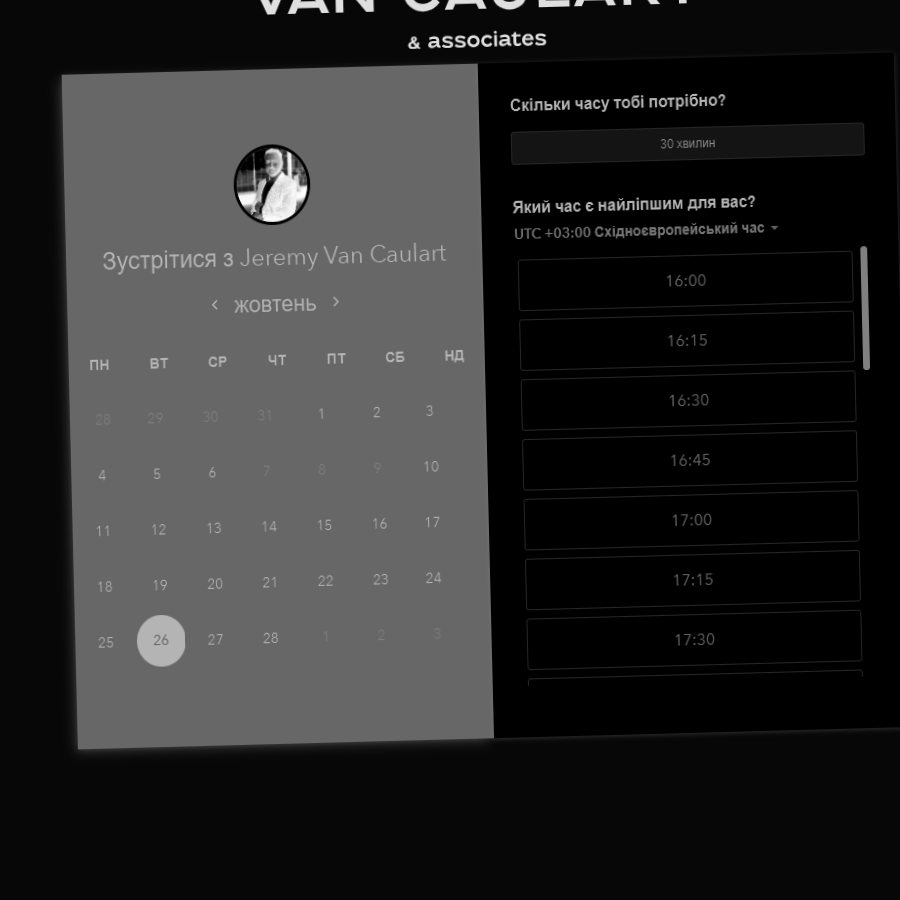 VAN CAULART
& associates
Зустрітися з Jeremy Van Caulart
‹ жовтень ›
ПН ВТ СР ЧТ ПТ СБ НД
28 29 30 31 1 2 3
4 5 6 7 8 9 10
11 12 13 14 15 16 17
18 19 20 21 22 23 24
25 26 27 28 1 2 3
Скільки часу тобі потрібно?
30 хвилин
Який час є найліпшим для вас?
UTC +03:00 Східноєвропейський час
16:00
16:15
16:30
16:45
17:00
17:15
17:30